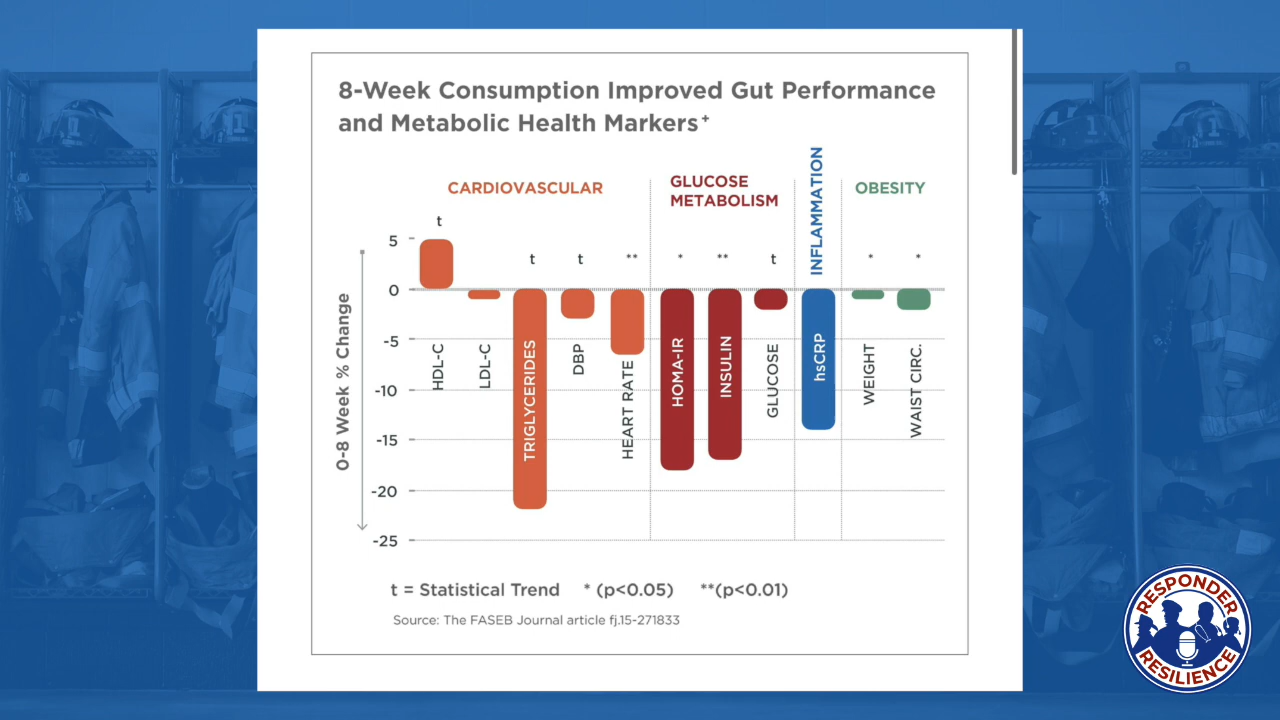 8-Week Consumption Improved Gut Performance
and Metabolic Health Markers⁺
CARDIOVASCULAR
GLUCOSE
METABOLISM
INFLAMMATION
OBESITY
t
t
t
**
*
**
t
*
*
0-8 Week % Change
5
0
-5
-10
-15
-20
-25
HDL-C
LDL-C
TRIGLYCERIDES
DBP
HEART RATE
HOMA-IR
INSULIN
GLUCOSE
hsCRP
WEIGHT
WAIST CIRC.
t = Statistical Trend * (p<0.05) **(p<0.01)
Source: The FASEB Journal article fj.15-271833
RESPONDER
RESILIENCE